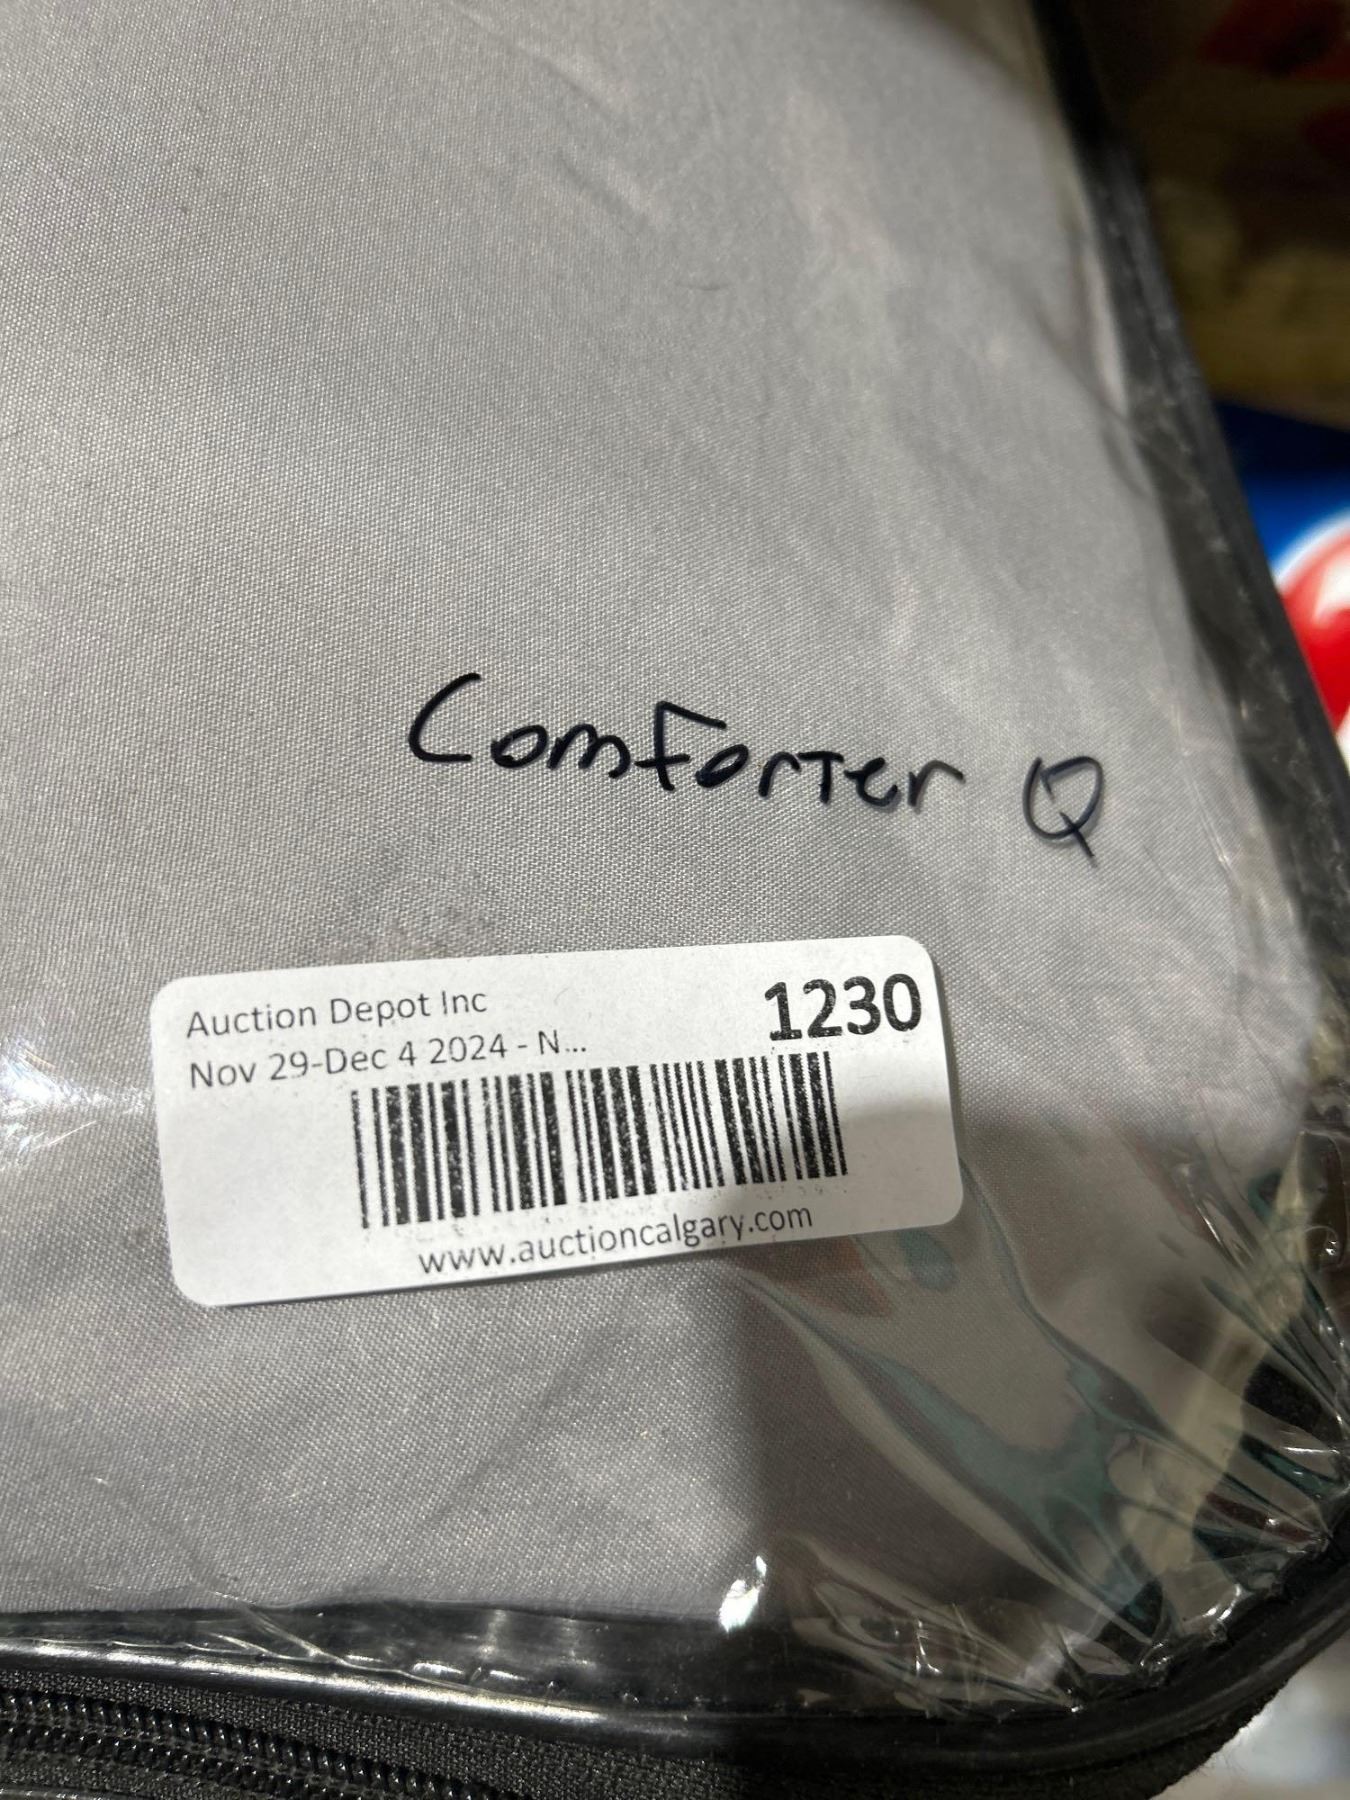 Comforter Q
Auction Depot Inc
1230
Nov 29-Dec 4 2024 - N...
www.auctioncalgary.com